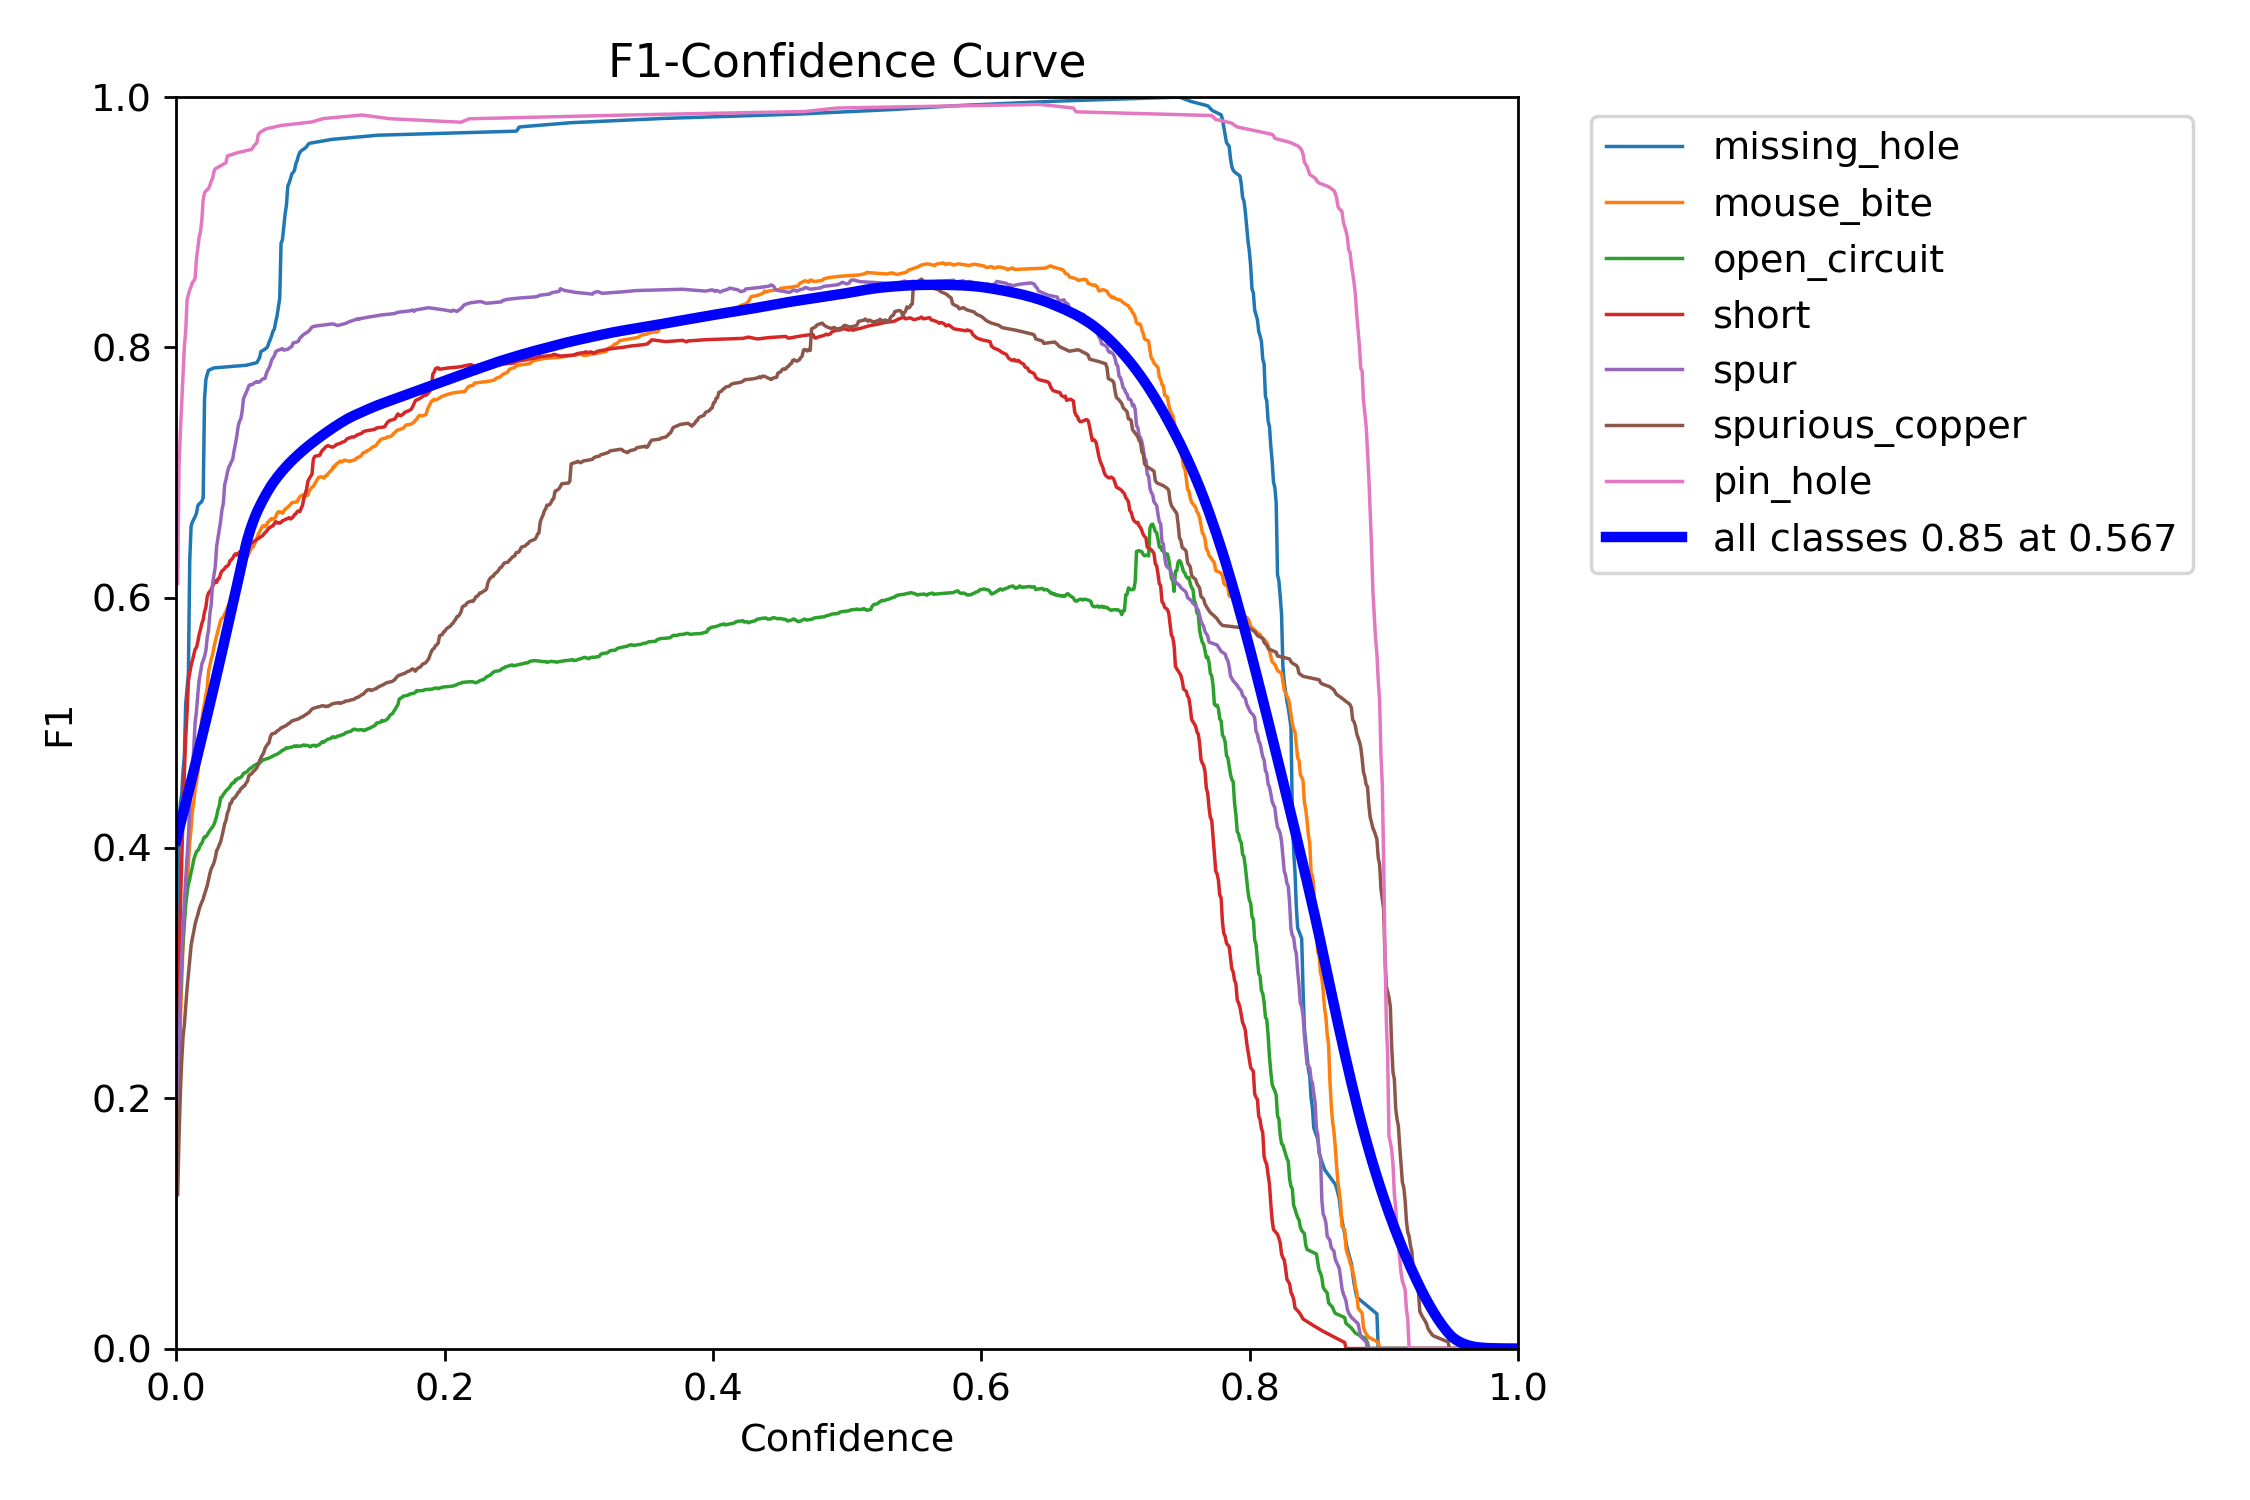 F1-Confidence Curve
1.0
0.8
0.6
0.4
0.2
0.0
F1
0.0 0.2 0.4 0.6 0.8 1.0
Confidence
missing_hole
mouse_bite
open_circuit
short
spur
spurious_copper
pin_hole
all classes 0.85 at 0.567